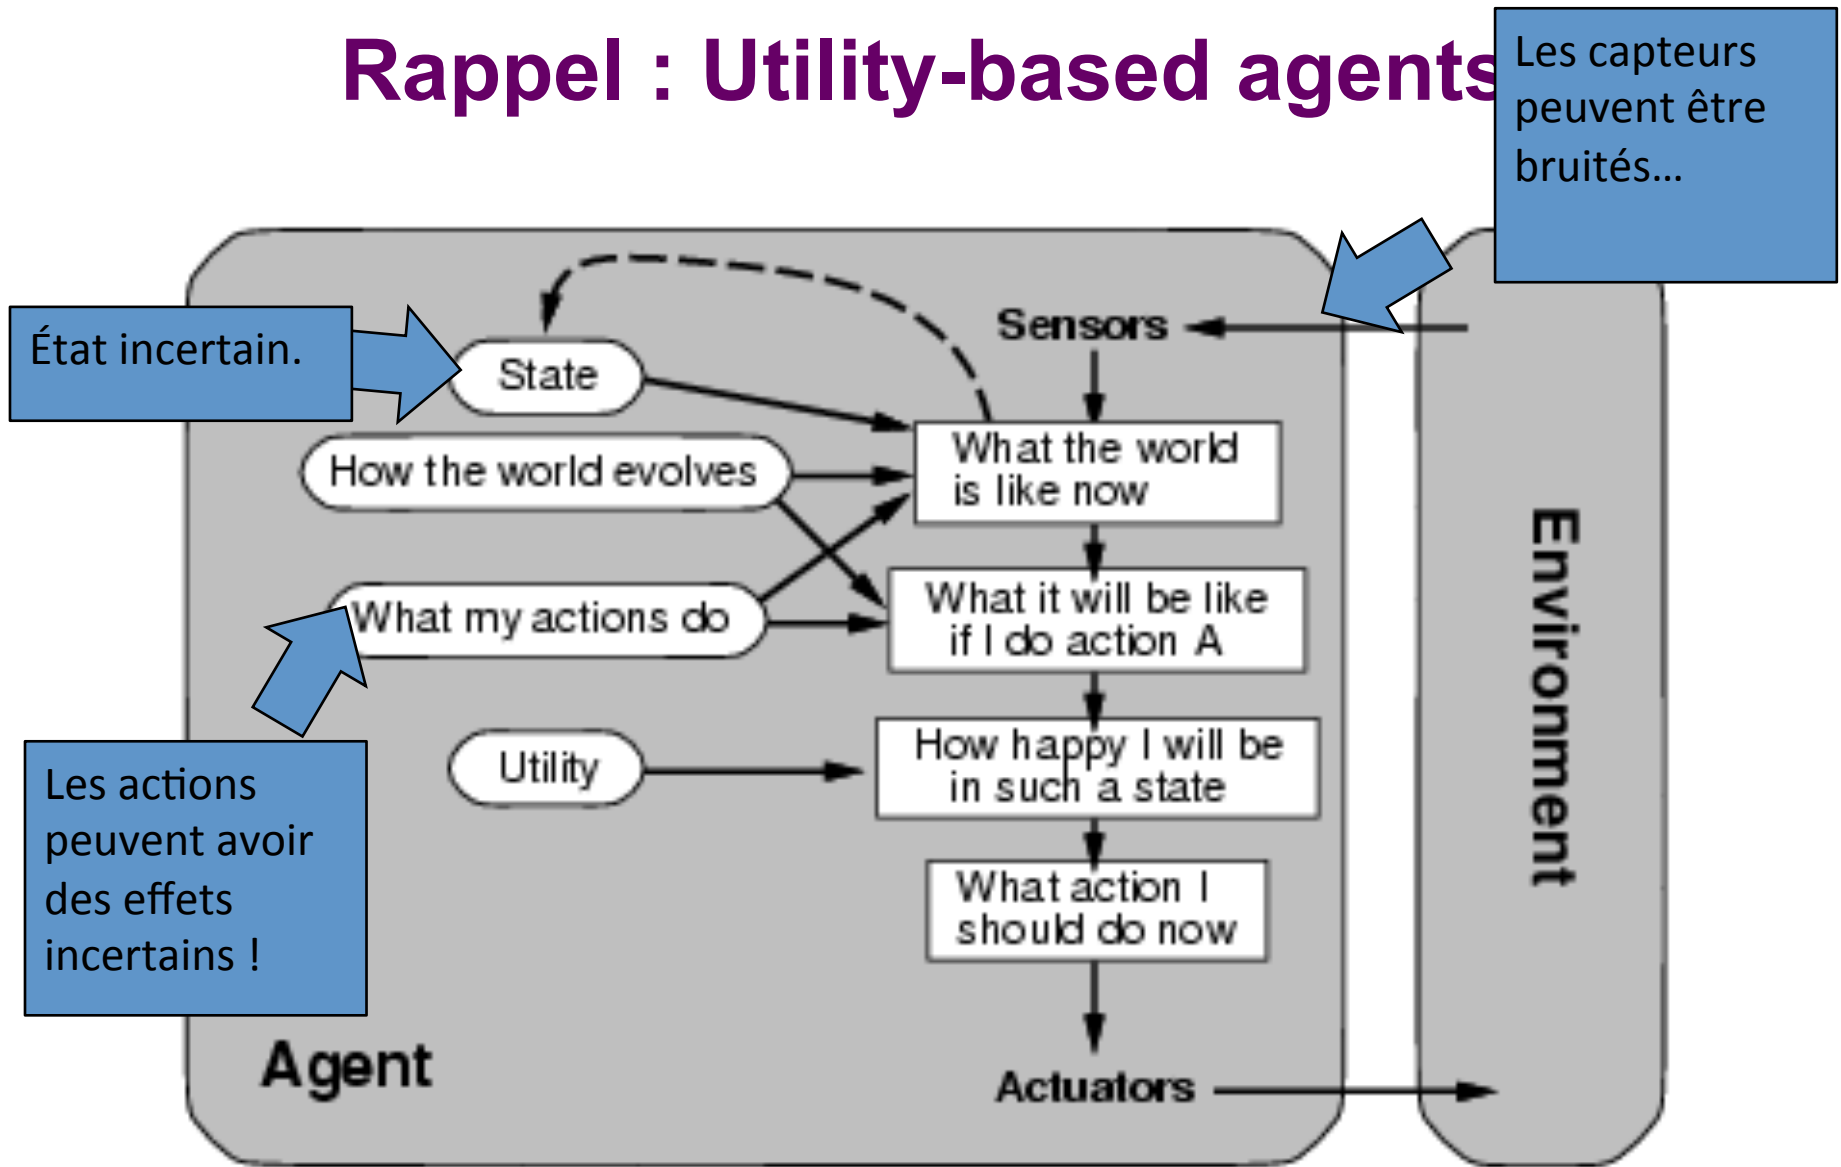 Rappel : Utility-based agents
Les capteurs
peuvent être
bruités...
État incertain.
Sensors
State
What the world
is like now
How the world evolves
What it will be like
if I do action A
What my actions do
Environment
How happy I will be
in such a state
Utility
Les actions
peuvent avoir
des effets
incertains !
What action I
should do now
Agent
Actuators